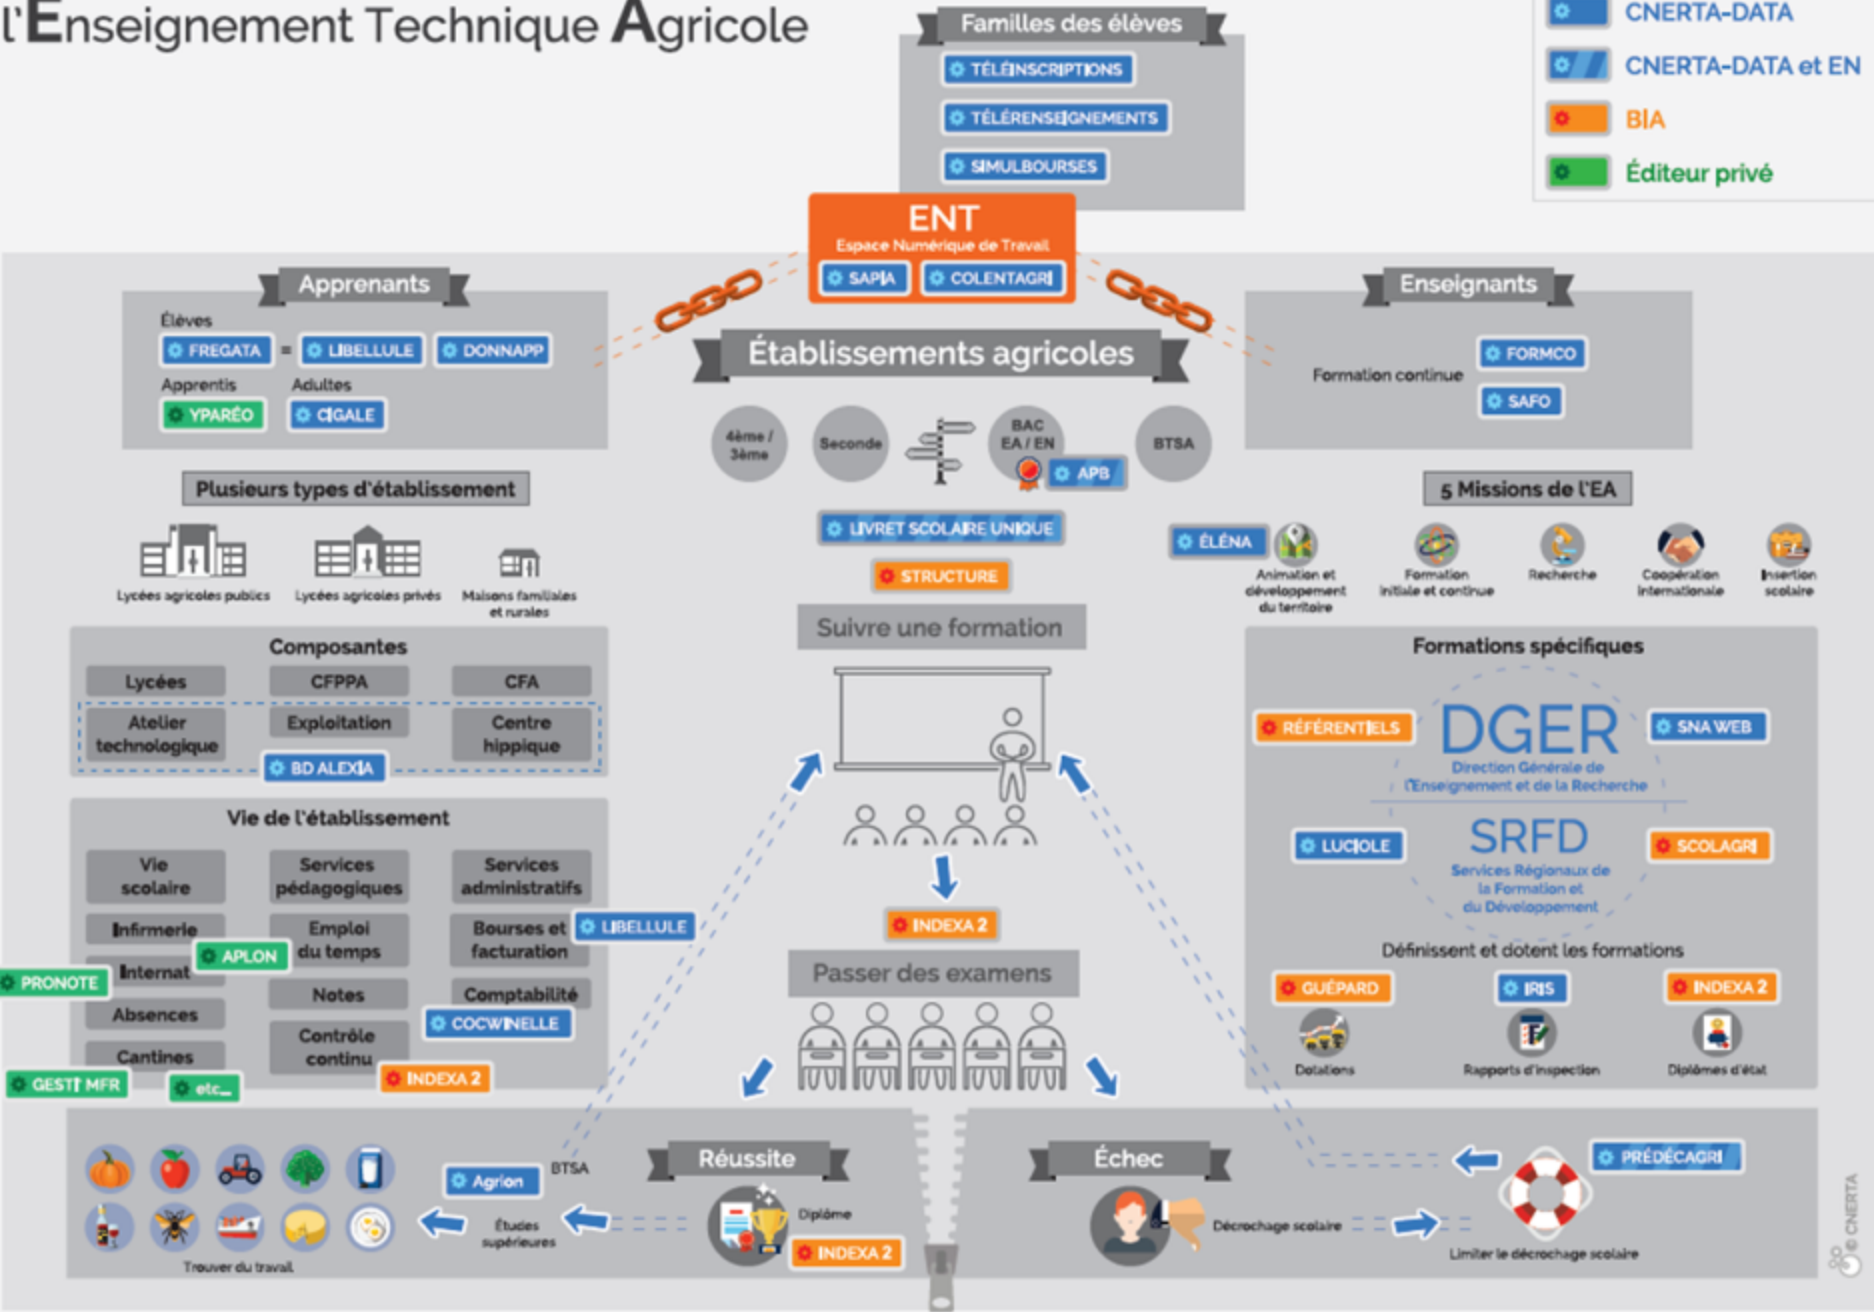 l'Enseignement Technique Agricole
Familles des élèves
TÉLÉINSCRIPTIONS
TÉLÉRENSEIGNEMENTS
SIMULBOURSES
CNERTA-DATA
CNERTA-DATA et EN
BIA
Éditeur privé
ENT
Espace Numérique de Travail
SAPIA
COLENTAGRI
Apprenants
Élèves
FREGATA = LIBELLULE DONNAPP
Apprentis
Adultes
YPARÉO
CIGALE
Établissements agricoles
4ème /
3ème
Seconde
BAC
EA / EN
APB
BTSA
LIVRET SCOLAIRE UNIQUE
STRUCTURE
Enseignants
Formation continue
FORMCO
SAFO
Plusieurs types d'établissement
Lycées agricoles publics
Lycées agricoles privés
Maisons familiales
et rurales
5 Missions de l'EA
ÉLÉNA
Animation et
développement
du territoire
Formation
initiale et continue
Recherche
Coopération
internationale
Insertion
scolaire
Composantes
Lycées
CFPPA
CFA
Atelier
technologique
Exploitation
Centre
hippique
BD ALEXIA
Suivre une formation
INDEXA 2
Passer des examens
Formations spécifiques
RÉFÉRENTIELS
DGER
Direction Générale de
l'Enseignement et de la Recherche
SNA WEB
LUCIOLE
SRFD
Services Régionaux de
la Formation et
du Développement
SCOLAGRI
Définissent et dotent les formations
GUÉPARD
IRIS
INDEXA 2
Dotations
Rapports d'inspection
Diplômes d'état
Vie de l'établissement
Vie
scolaire
Services
pédagogiques
Services
administratifs
Infirmerie
Emploi
du temps
Bourses et
facturation
LIBELLULE
APLON
Internat
PRONOTE
Notes
Comptabilité
Absences
COCWINELLE
Contrôle
continu
Cantines
INDEXA 2
GESTI MFR
etc...
Trouver du travail
Agrion
BTSA
Études
supérieures
Réussite
Diplôme
INDEXA 2
Échec
Décrochage scolaire
PRÉDÉCAGRI
Limiter le décrochage scolaire
© CNERTA